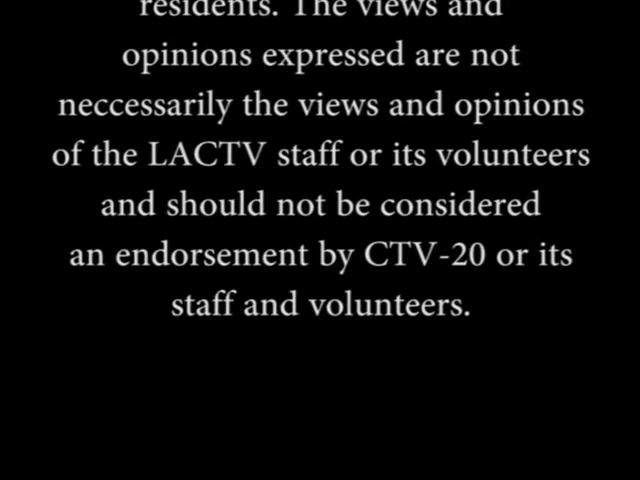 residents. The views and
opinions expressed are not
neccessarily the views and opinions
of the LACTV staff or its volunteers
and should not be considered
an endorsement by CTV-20 or its
staff and volunteers.